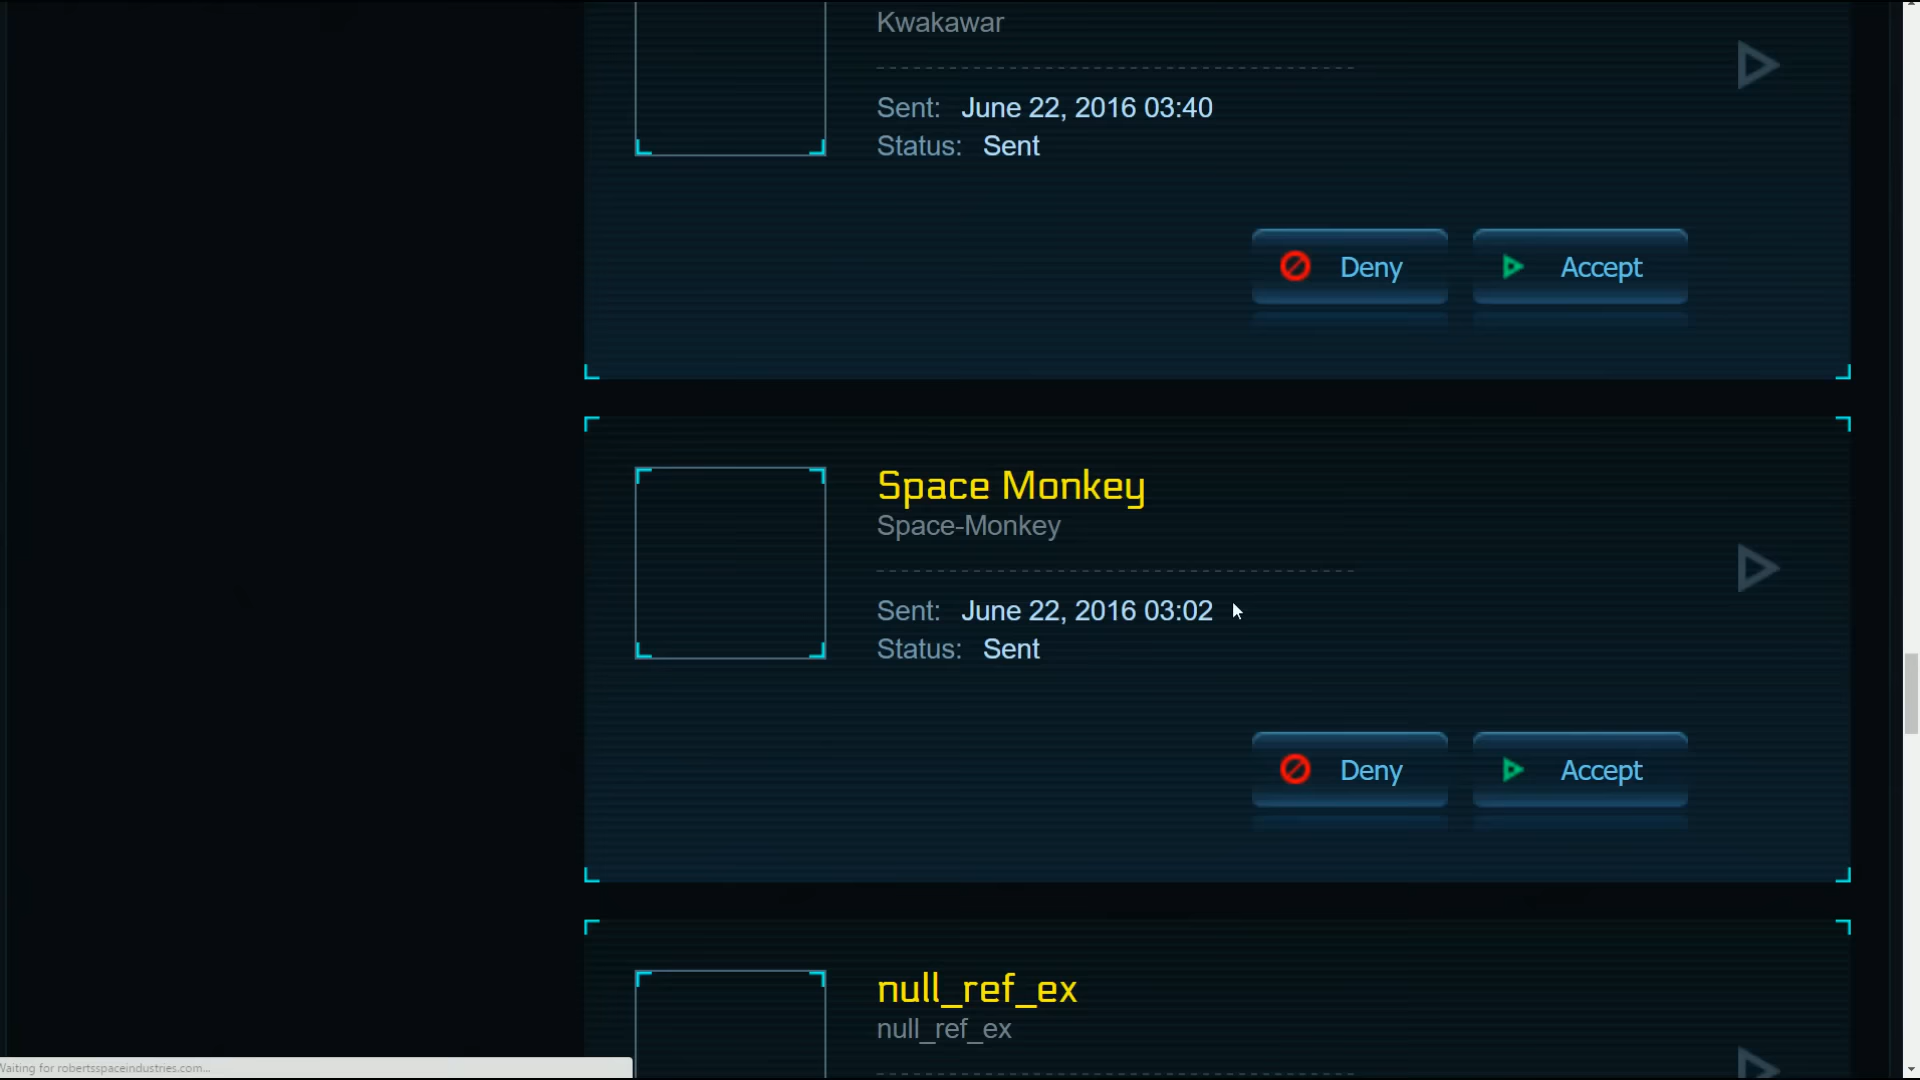 Kwakawar
Sent: June 22, 2016 03:40
Status: Sent
Deny Accept
Space Monkey
Space-Monkey
Sent: June 22, 2016 03:02
Status: Sent
Deny Accept
null_ref_ex
null_ref_ex
Waiting for robertsspaceindustries.com...